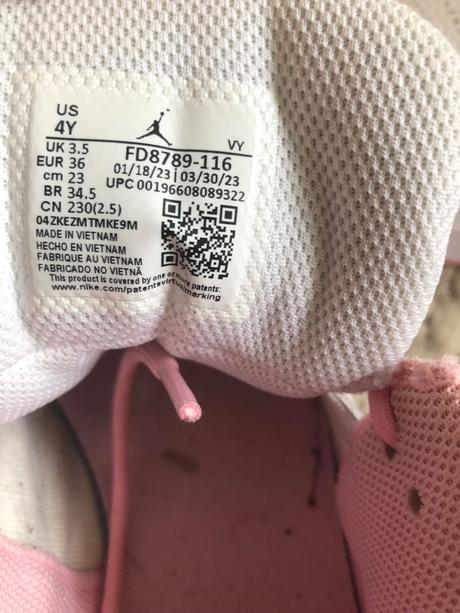 US
4Y
VY
UK 3.5
FD8789-116
EUR 36
01/18/23 | 03/30/23
cm 23
UPC 00196608089322
BR 34.5
CN 230(2.5)
04ZKEZMTMKE9M
MADE IN VIETNAM
HECHO EN VIETNAM
FABRIQUE AU VIETNAM
FABRICADO NO VIETNÃ
This product is covered by one or more patents:
www.nike.com/patentsvirtualmarking